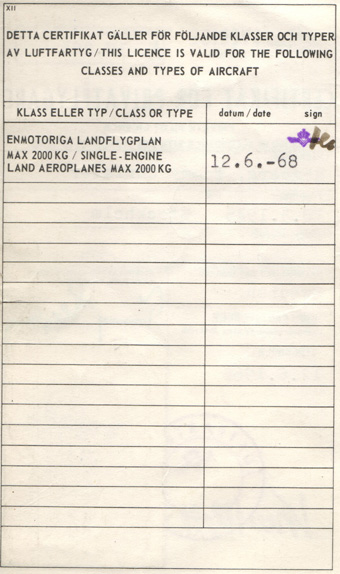 XII
DETTA CERTIFIKAT GÄLLER FÖR FÖLJANDE KLASSER OCH TYPER
AV LUFTFARTYG / THIS LICENCE IS VALID FOR THE FOLLOWING
CLASSES AND TYPES OF AIRCRAFT
KLASS ELLER TYP / CLASS OR TYPE datum / date sign
ENMOTORIGA LANDFLYGPLAN
MAX 2000 KG / SINGLE-ENGINE
LAND AEROPLANES MAX 2000 KG
12.6.-68